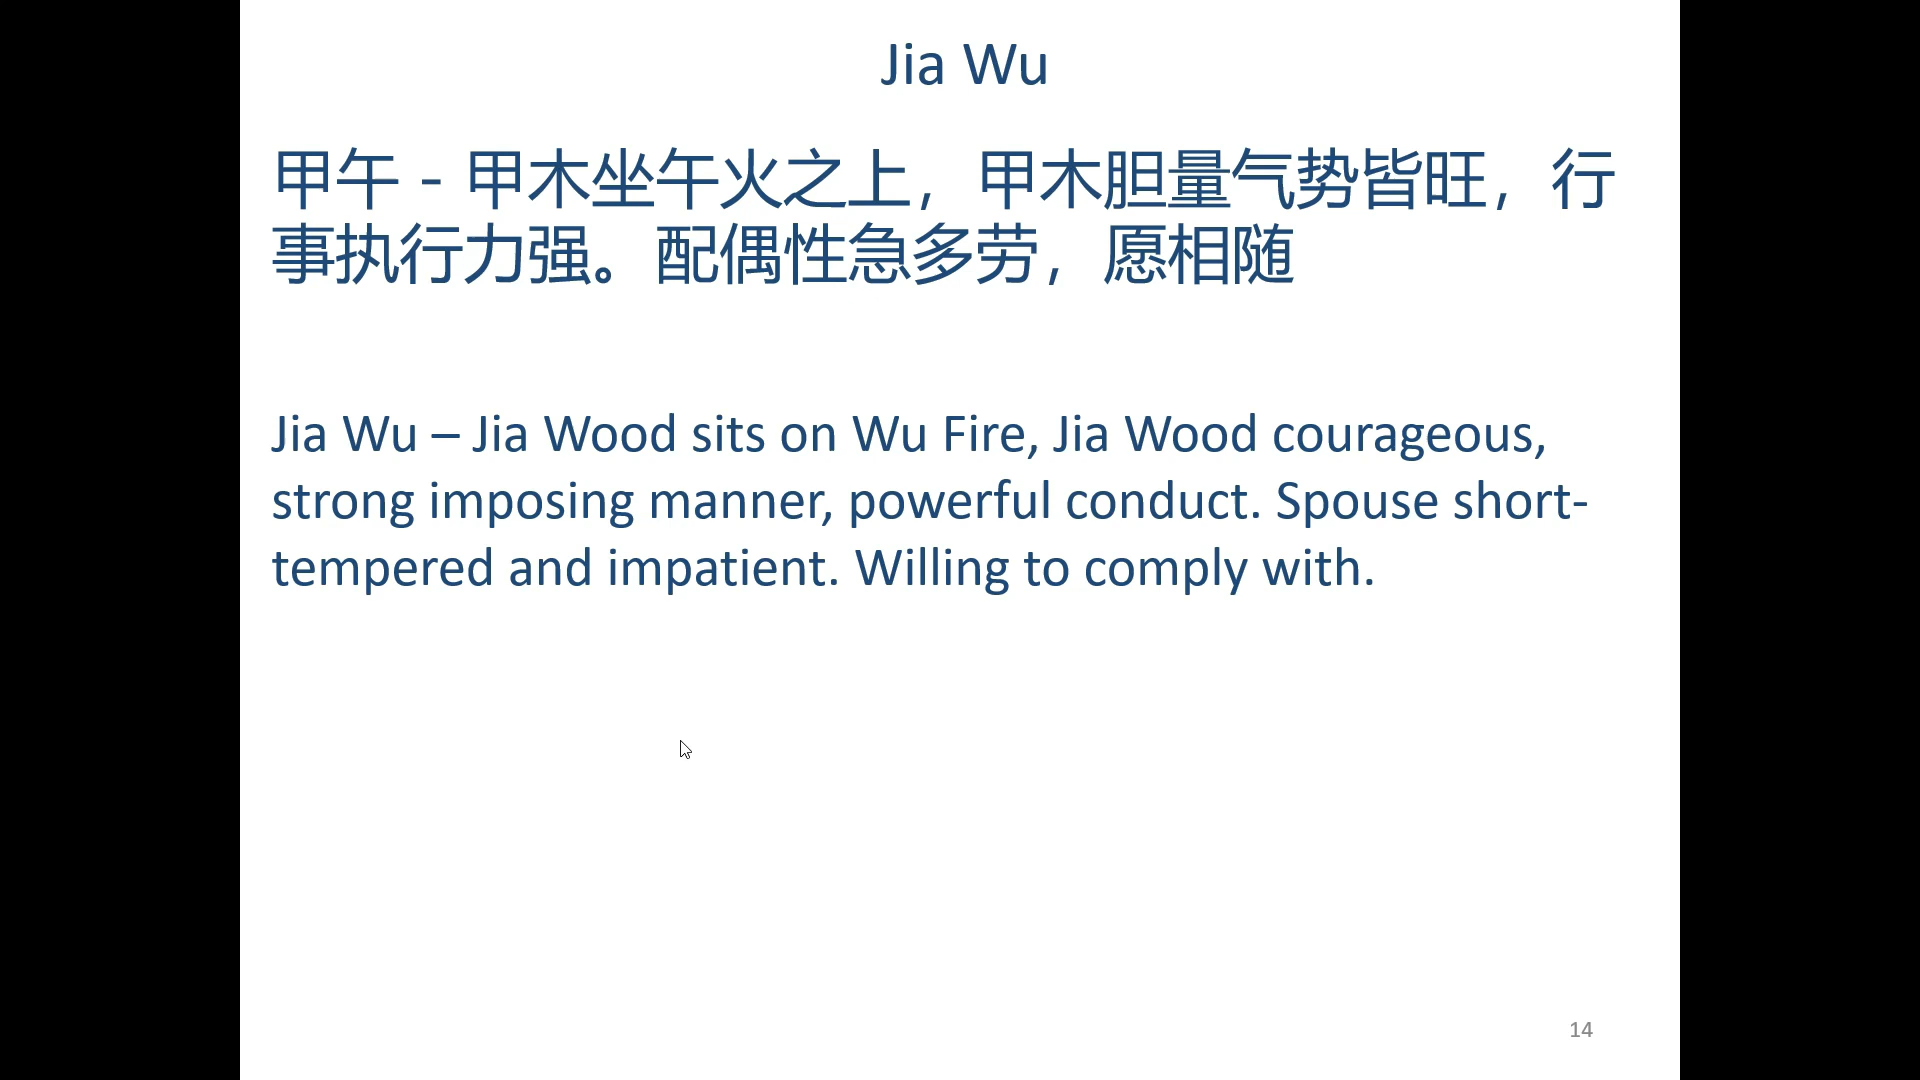 Jia Wu
甲午 - 甲木坐午火之上，甲木胆量气势皆旺，行
事执行力强。配偶性急多劳，愿相随
Jia Wu – Jia Wood sits on Wu Fire, Jia Wood courageous,
strong imposing manner, powerful conduct. Spouse short-
tempered and impatient. Willing to comply with.
14